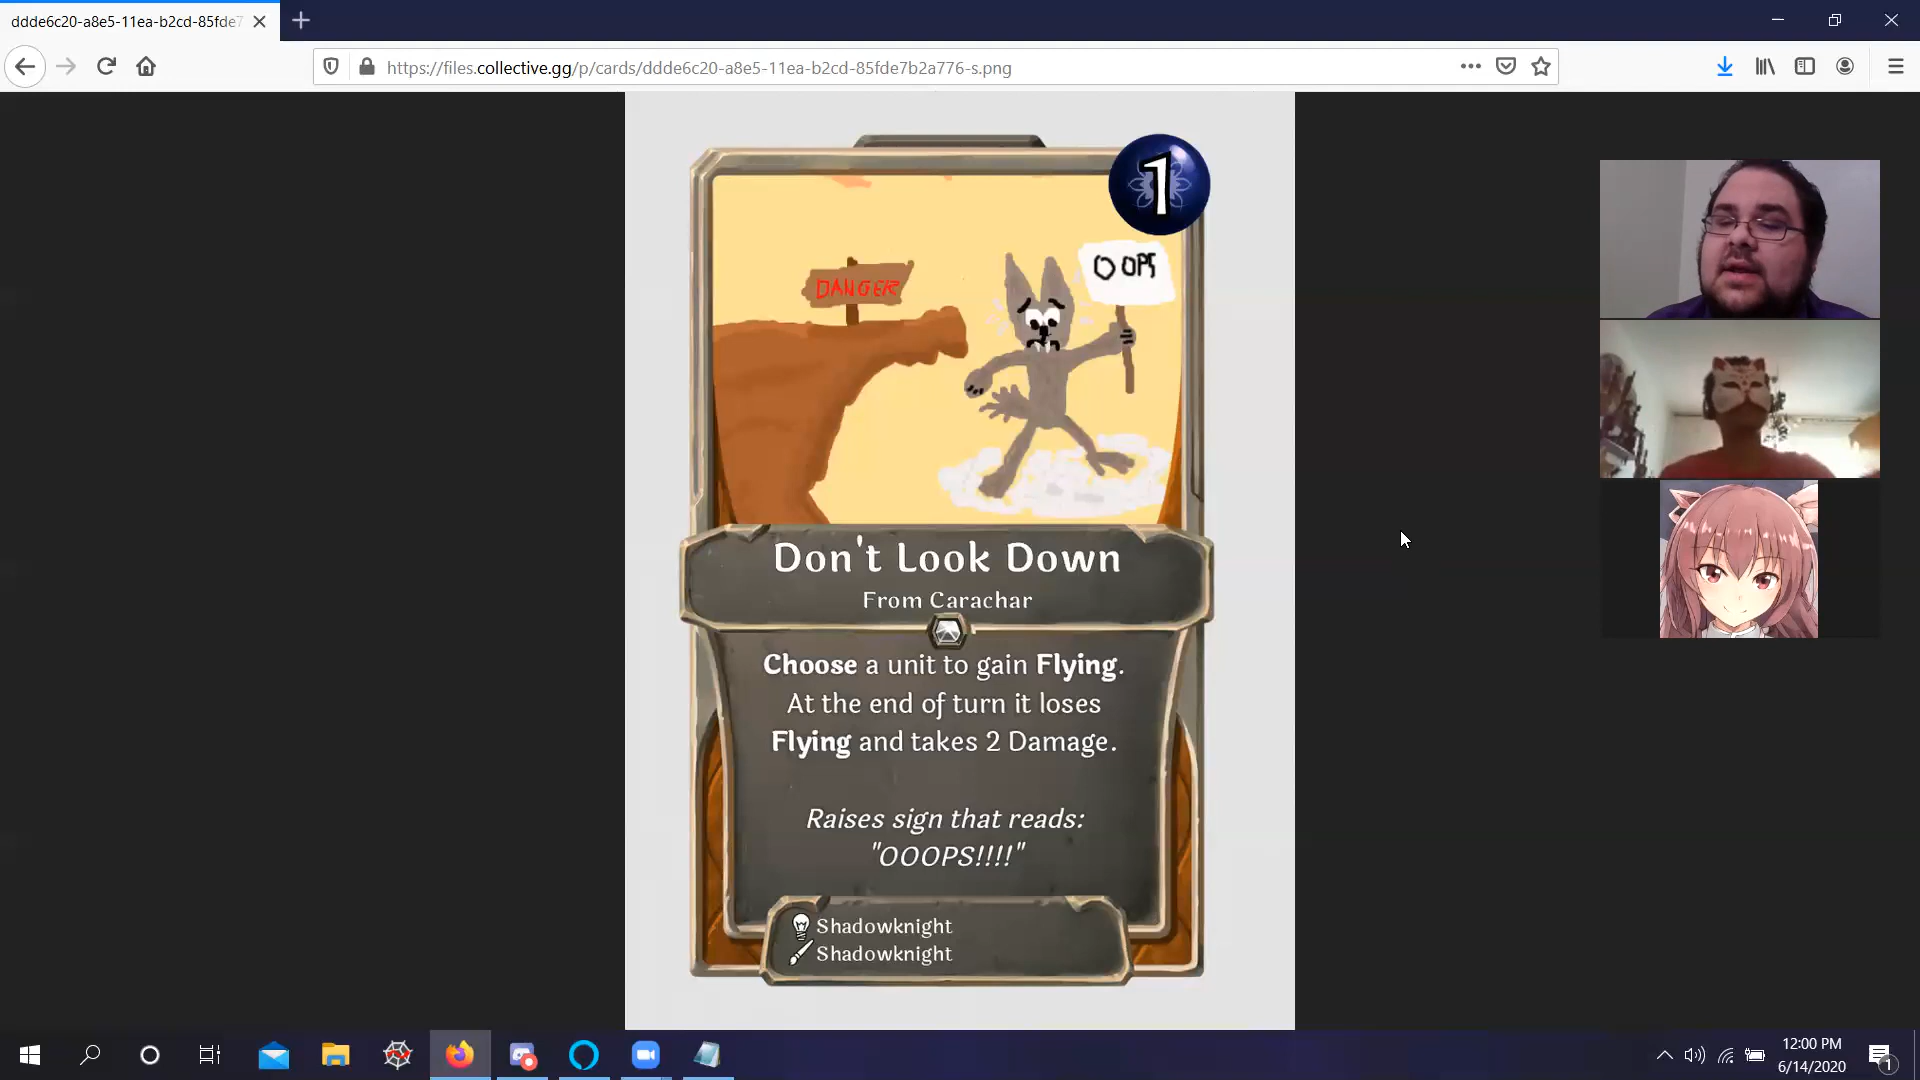 ddde6c20-a8e5-11ea-b2cd-85fde7
https://files.collective.gg/p/cards/ddde6c20-a8e5-11ea-b2cd-85fde7b2a776-s.png
1
OOPS
DANGER
Don't Look Down
From Carachar
Choose a unit to gain Flying.
At the end of turn it loses
Flying and takes 2 Damage.
Raises sign that reads:
"OOOPS!!!!"
Shadowknight
Shadowknight
12:00 PM
6/14/2020
1